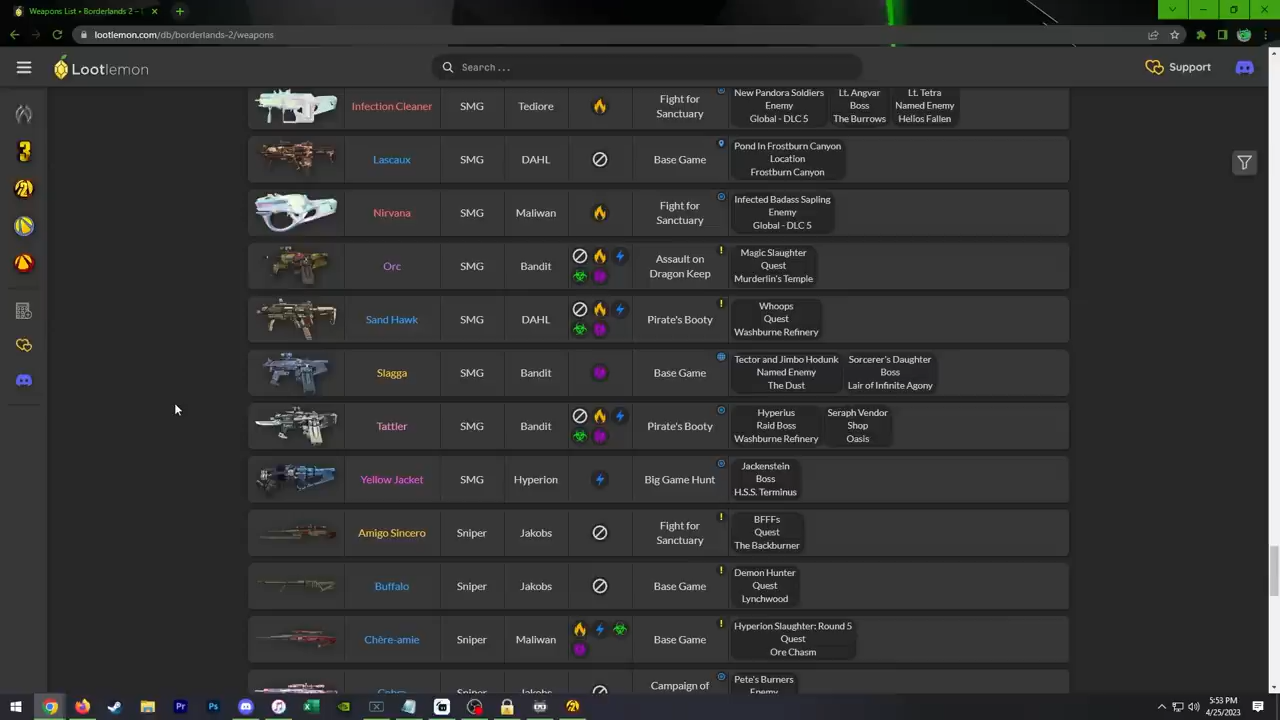 Weapons List • Borderlands 2 –
lootlemon.com/db/borderlands-2/weapons
Lootlemon
Search ...
Support
Infection Cleaner
SMG
Tediore
Fight for
Sanctuary
New Pandora Soldiers
Enemy
Global - DLC 5
Lt. Angvar
Boss
The Burrows
Lt. Tetra
Named Enemy
Helios Fallen
Lascaux
SMG
DAHL
Base Game
Pond In Frostburn Canyon
Location
Frostburn Canyon
Nirvana
SMG
Maliwan
Fight for
Sanctuary
Infected Badass Sapling
Enemy
Global - DLC 5
Orc
SMG
Bandit
Assault on
Dragon Keep
Magic Slaughter
Quest
Murderlin's Temple
Sand Hawk
SMG
DAHL
Pirate's Booty
Whoops
Quest
Washburne Refinery
Slagga
SMG
Bandit
Base Game
Tector and Jimbo Hodunk
Named Enemy
The Dust
Sorcerer's Daughter
Boss
Lair of Infinite Agony
Tattler
SMG
Bandit
Pirate's Booty
Hyperius
Raid Boss
Washburne Refinery
Seraph Vendor
Shop
Oasis
Yellow Jacket
SMG
Hyperion
Big Game Hunt
Jackenstein
Boss
H.S.S. Terminus
Amigo Sincero
Sniper
Jakobs
Fight for
Sanctuary
BFFFs
Quest
The Backburner
Buffalo
Sniper
Jakobs
Base Game
Demon Hunter
Quest
Lynchwood
Chère-amie
Sniper
Maliwan
Base Game
Hyperion Slaughter: Round 5
Quest
Ore Chasm
Cobra
Sniper
Jakobs
Campaign of
Pete's Burners
Enemy
5:53 PM
4/25/2023